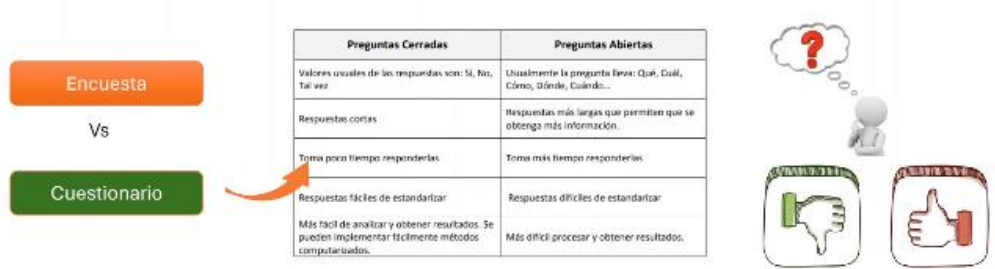 Encuesta
Vs
Cuestionario
Preguntas Cerradas
Preguntas Abiertas
Valores usuales de las respuestas son: Si, No,
Tal vez
Usualmente la pregunta lleva: Qué, Cuál,
Cómo, Dónde, Cuándo...
Respuestas cortas
Respuestas más largas que permiten que se
obtenga más información.
Toma poco tiempo responderlas
Toma más tiempo responderlas
Respuestas fáciles de estandarizar
Respuestas difíciles de estandarizar
Más fácil de analizar y obtener resultados. Se
pueden implementar fácilmente métodos
computarizados.
Más difícil procesar y obtener resultados.
?